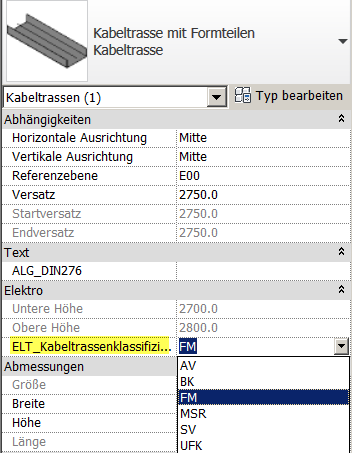 Kabeltrasse mit Formteilen
Kabeltrasse
Kabeltrassen (1) Typ bearbeiten
Abhängigkeiten
Horizontale Ausrichtung Mitte
Vertikale Ausrichtung Mitte
Referenzebene E00
Versatz 2750.0
Startversatz 2750.0
Endversatz 2750.0
Text
ALG_DIN276
Elektro
Untere Höhe 2700.0
Obere Höhe 2800.0
ELT_Kabeltrassenklassifizi... FM
Abmessungen
Größe
Breite
Höhe
Länge
AV
BK
FM
MSR
SV
UFK